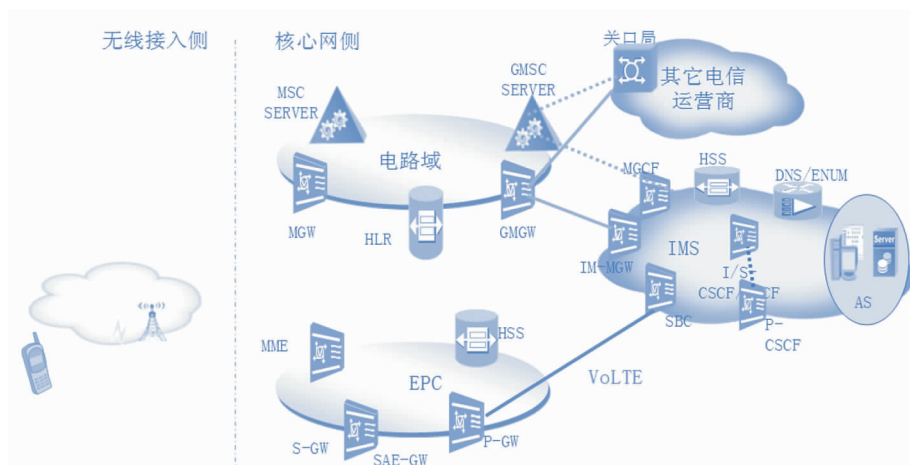 无线接入侧
核心网侧
关口局
其它电信
运营商
MSC
SERVER
GMSC
SERVER
电路域
MGW
HLR
GMGW
MGCF
HSS
DNS/ENUM
IMS
IM-MGW
I/S-
CSCF/
SBC
P-
CSCF
Server
AS
MME
HSS
EPC
VoLTE
S-GW
SAE-GW
P-GW